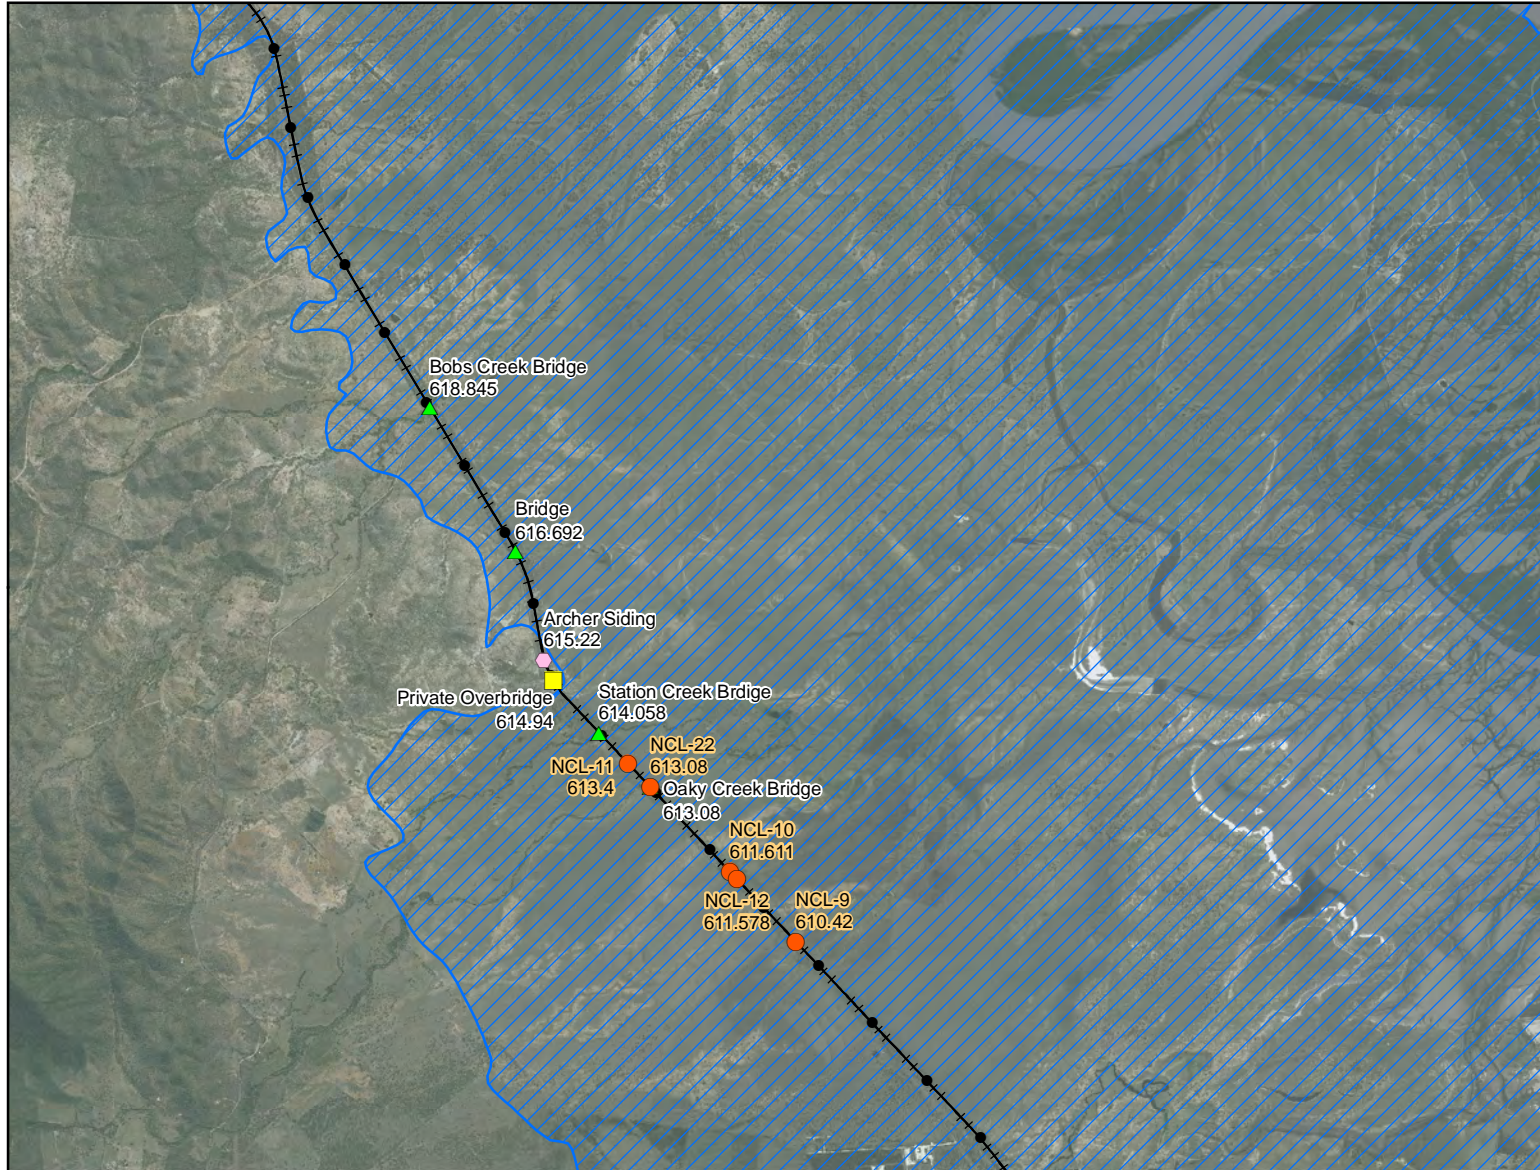 Bobs Creek Bridge
618.845
Bridge
616.692
Archer Siding
615.22
Private Overbridge
614.94
Station Creek Brdige
614.058
NCL-22
613.08
NCL-11
613.4
Oaky Creek Bridge
613.08
NCL-10
611.611
NCL-12
611.578
NCL-9
610.42